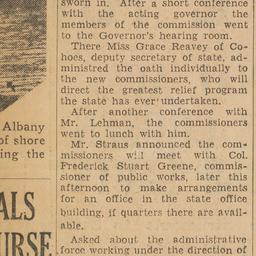 sworn in. After a short conference
with the acting governor the
members of the commission went
to the Governor's hearing room.
There Miss Grace Reavey of Co-
hoes, deputy secretary of state, ad-
ministred the oath individually to
the new commissioners, who will
direct the greatest relief program
the state has ever undertaken.
After another conference with
Mr. Lehman, the commissioners
went to lunch with him.
Mr. Straus announced the com-
missioners will meet with Col.
Frederick Stuart Greene, commis-
sioner of public works, later this
afternoon to make arrangements
for an office in the state office
building, if quarters there are avail-
able.
Asked about the administrative
force working under the direction of
Albany
of shore
ing the
ALS
URSE